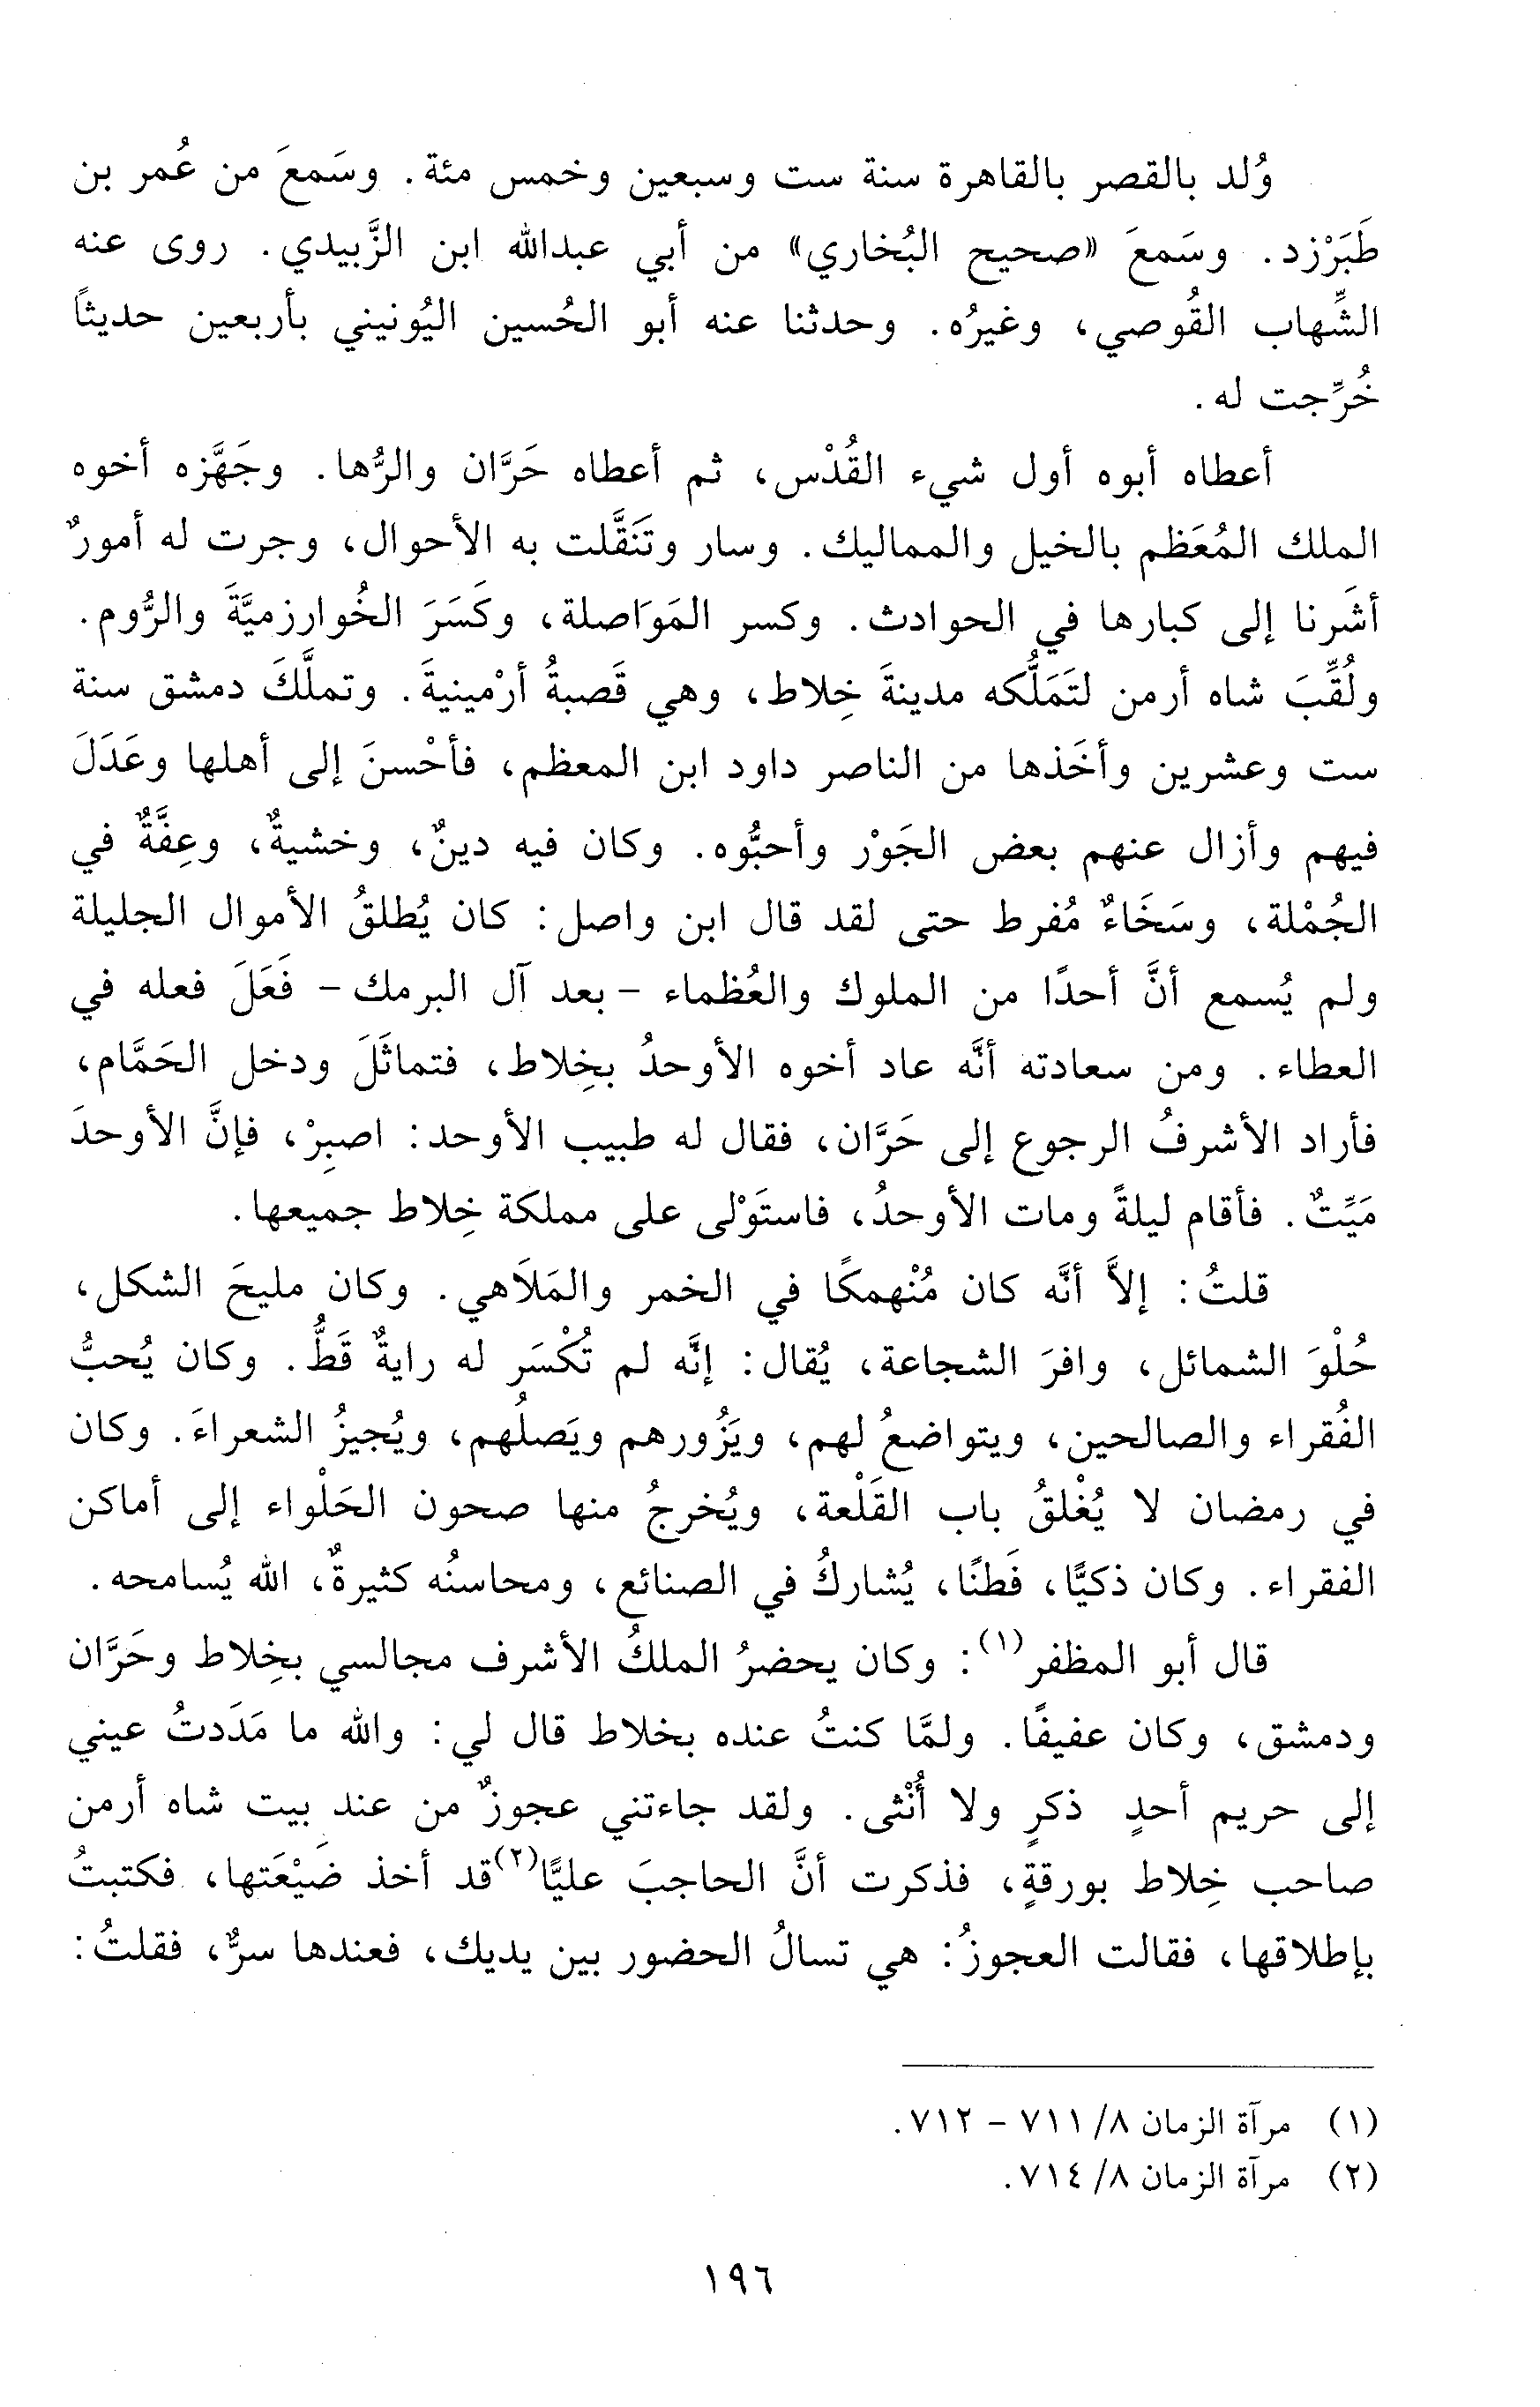 وُلد بالقصر بالقاهرة سنة ست وسبعين وخمس مئة. وسَمعَ من عُمر بن
طَبَرْزد. وسَمعَ «صحيح البُخاري» من أبي عبدالله ابن الزَّبيدي. روى عنه
الشِّهاب القُوصي، وغيرُه. وحدثنا عنه أبو الحُسين اليُونيني بأربعين حديثاً
خُرِّجت له.
أعطاه أبوه أول شيء القُدْس، ثم أعطاه حَرَّان والرُّها. وجَهَّزه أخوه
الملك المُعَظم بالخيل والمماليك. وسار وتَنَقَّلت به الأحوال، وجرت له أمورٌ
أشَرنا إلى كبارها في الحوادث. وكسر المَوَاصلة، وكَسَرَ الخُوارزميَّةَ والرُّوم.
ولُقِّبَ شاه أرمن لتَمَلُّكه مدينةَ خِلاط، وهي قَصبةُ أرْمينيةَ. وتملَّكَ دمشق سنة
ست وعشرين وأخَذها من الناصر داود ابن المعظم، فأحْسنَ إلى أهلها وعَدَلَ
فيهم وأزال عنهم بعض الجَوْر وأحبُّوه. وكان فيه دينٌ، وخشيةٌ، وعِفَّةٌ في
الجُمْلة، وسَخَاءٌ مُفرط حتى لقد قال ابن واصل: كان يُطلقُ الأموال الجليلة
ولم يُسمع أنَّ أحدًا من الملوك والعُظماء - بعد آل البرمك - فَعَلَ فعله في
العطاء. ومن سعادته أنَّه عاد أخوه الأوحدُ بخِلاط، فتماثَلَ ودخل الحَمَّام،
فأراد الأشرفُ الرجوع إلى حَرَّان، فقال له طبيب الأوحد: اصبِرْ، فإنَّ الأوحدَ
مَيِّتٌ. فأقام ليلةً ومات الأوحدُ، فاستَوْلى على مملكة خِلاط جميعها.
قلتُ: إلاَّ أنَّه كان مُنْهمكًا في الخمر والمَلاَهي. وكان مليحَ الشكل،
حُلْوَ الشمائل، وافرَ الشجاعة، يُقال: إنَّه لم تُكْسَر له رايةٌ قَطُّ. وكان يُحبُّ
الفُقراء والصالحين، ويتواضعُ لهم، ويَزُورهم ويَصلُهم، ويُجيزُ الشعراءَ. وكان
في رمضان لا يُغْلقُ باب القَلْعة، ويُخرجُ منها صحون الحَلْواء إلى أماكن
الفقراء. وكان ذكيًّا، فَطنًا، يُشاركُ في الصنائع، ومحاسنُه كثيرةٌ، الله يُسامحه.
قال أبو المظفر(١): وكان يحضرُ الملكُ الأشرف مجالسي بخِلاط وحَرَّان
ودمشق، وكان عفيفًا. ولمَّا كنتُ عنده بخلاط قال لي: والله ما مَدَدتُ عيني
إلى حريم أحدٍ ذكرٍ ولا أُنْثى. ولقد جاءتني عجوزٌ من عند بيت شاه أرمن
صاحب خِلاط بورقةٍ، فذكرت أنَّ الحاجبَ عليًّا(٢)قد أخذ ضَيْعَتها، فكتبتُ
بإطلاقها، فقالت العجوزُ: هي تسالُ الحضور بين يديك، فعندها سرٌّ، فقلتُ:
(١) مرآة الزمان ٨/ ٧١١ - ٧١٢.
(٢) مرآة الزمان ٨/ ٧١٤.
١٩٦